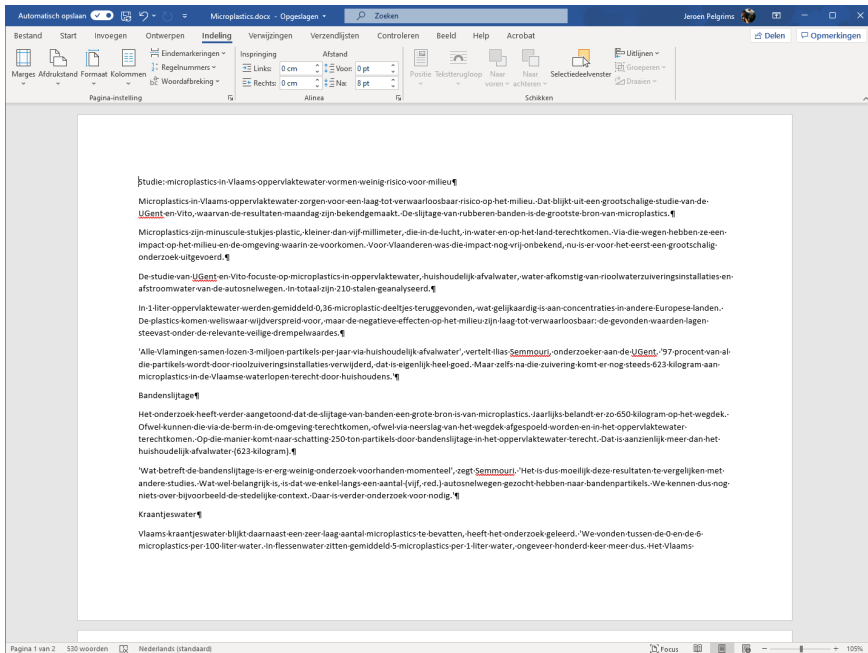 Automatisch opslaan
Microplastics.docx - Opgeslagen
Zoeken
Jeroen Pelgrims
Bestand Start Invoegen Ontwerpen Indeling Verwijzingen Verzendlijsten Controleren Beeld Help Acrobat Delen Opmerkingen
Marges Afdrukstand Formaat Kolommen
Eindemarkeringen
Regelnummers
Woordafbreking
Pagina-instelling
Inspringing Afstand
Links: 0 cm Voor: 0 pt
Rechts: 0 cm Na: 8 pt
Alinea
Positie Tekstterugloop Naar voren Naar achteren Selectiedeelvenster
Uitlijnen
Groeperen
Draaien
Schikken
Studie: microplastics in Vlaams oppervlaktewater vormen weinig risico voor milieu¶
Microplastics in Vlaams oppervlaktewater zorgen voor een laag tot verwaarloosbaar risico op het milieu. Dat blijkt uit een grootschalige studie van de
UGent en Vito, waarvan de resultaten maandag zijn bekendgemaakt. De slijtage van rubberen banden is de grootste bron van microplastics.¶
Microplastics zijn minuscule stukjes plastic, kleiner dan vijf millimeter, die in de lucht, in water en op het land terechtkomen. Via die wegen hebben ze een
impact op het milieu en de omgeving waarin ze voorkomen. Voor Vlaanderen was die impact nog vrij onbekend, nu is er voor het eerst een grootschalig
onderzoek uitgevoerd.¶
De studie van UGent en Vito focuste op microplastics in oppervlaktewater, huishoudelijk afvalwater, water afkomstig van rioolwaterzuiveringsinstallaties en
afstroomwater van de autosnelwegen. In totaal zijn 210 stalen geanalyseerd.¶
In 1 liter oppervlaktewater werden gemiddeld 0,36 microplastic deeltjes teruggevonden, wat gelijkaardig is aan concentraties in andere Europese landen.
De plastics komen weliswaar wijdverspreid voor, maar de negatieve effecten op het milieu zijn laag tot verwaarloosbaar: de gevonden waarden lagen
steevast onder de relevante veilige drempelwaardes.¶
'Alle Vlamingen samen lozen 3 miljoen partikels per jaar via huishoudelijk afvalwater', vertelt Ilias Semmouri, onderzoeker aan de UGent. '97 procent van al
die partikels wordt door rioolzuiveringsinstallaties verwijderd, dat is eigenlijk heel goed. Maar zelfs na die zuivering komt er nog steeds 623 kilogram aan
microplastics in de Vlaamse waterlopen terecht door huishoudens.'¶
Bandenslijtage¶
Het onderzoek heeft verder aangetoond dat de slijtage van banden een grote bron is van microplastics. Jaarlijks belandt er zo 650 kilogram op het wegdek.
Ofwel kunnen die via de berm in de omgeving terechtkomen, ofwel via neerslag van het wegdek afgespoeld worden en in het oppervlaktewater
terechtkomen. Op die manier komt naar schatting 250 ton partikels door bandenslijtage in het oppervlaktewater terecht. Dat is aanzienlijk meer dan het
huishoudelijk afvalwater (623 kilogram).¶
'Wat betreft de bandenslijtage is er erg weinig onderzoek voorhanden momenteel', zegt Semmouri. 'Het is dus moeilijk deze resultaten te vergelijken met
andere studies. Wat wel belangrijk is, is dat we enkel langs een aantal (vijf, red.) autosnelwegen gezocht hebben naar bandenpartikels. We kennen dus nog
niets over bijvoorbeeld de stedelijke context. Daar is verder onderzoek voor nodig.'¶
Kraantjeswater¶
Vlaams kraantjeswater blijkt daarnaast een zeer laag aantal microplastics te bevatten, heeft het onderzoek geleerd. 'We vonden tussen de 0 en de 6
microplastics per 100 liter water. In flessenwater zitten gemiddeld 5 microplastics per 1 liter water, ongeveer honderd keer meer dus. Het Vlaams
Pagina 1 van 2 530 woorden Nederlands (standaard) Focus 105%